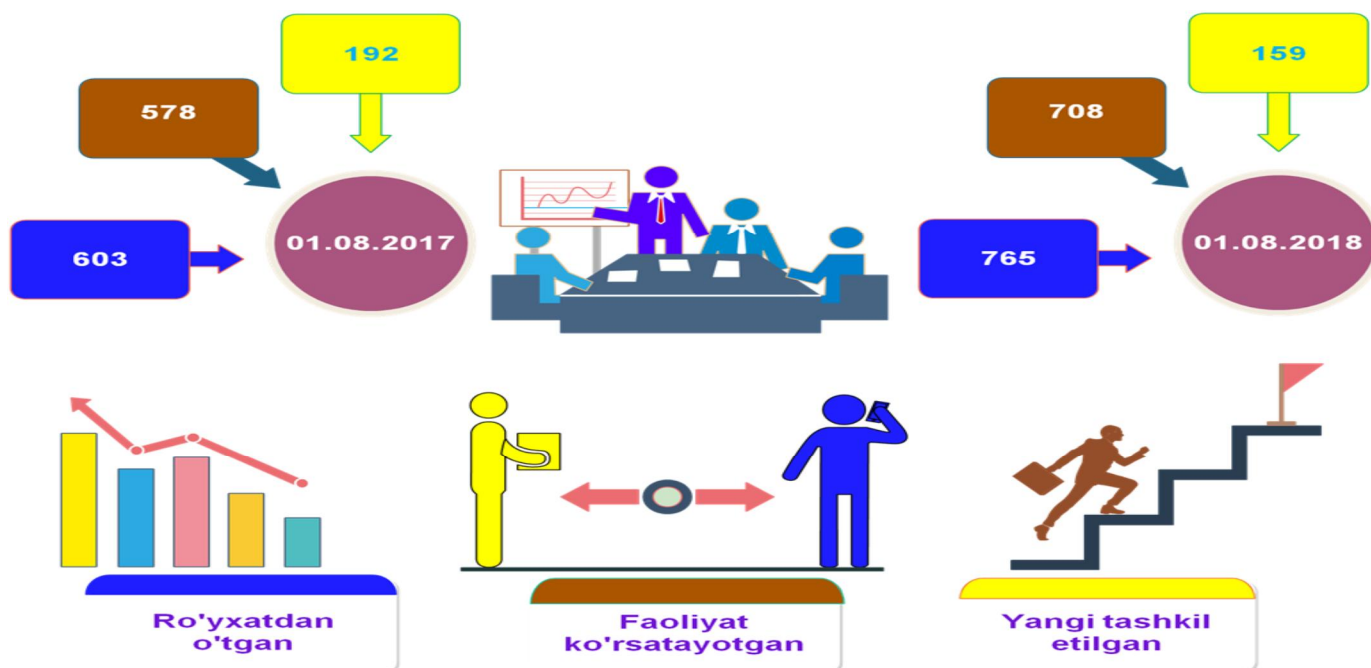 192
578
603
01.08.2017
159
708
765
01.08.2018
Ro'yxatdan
o'tgan
Faoliyat
ko'rsatayotgan
Yangi tashkil
etilgan